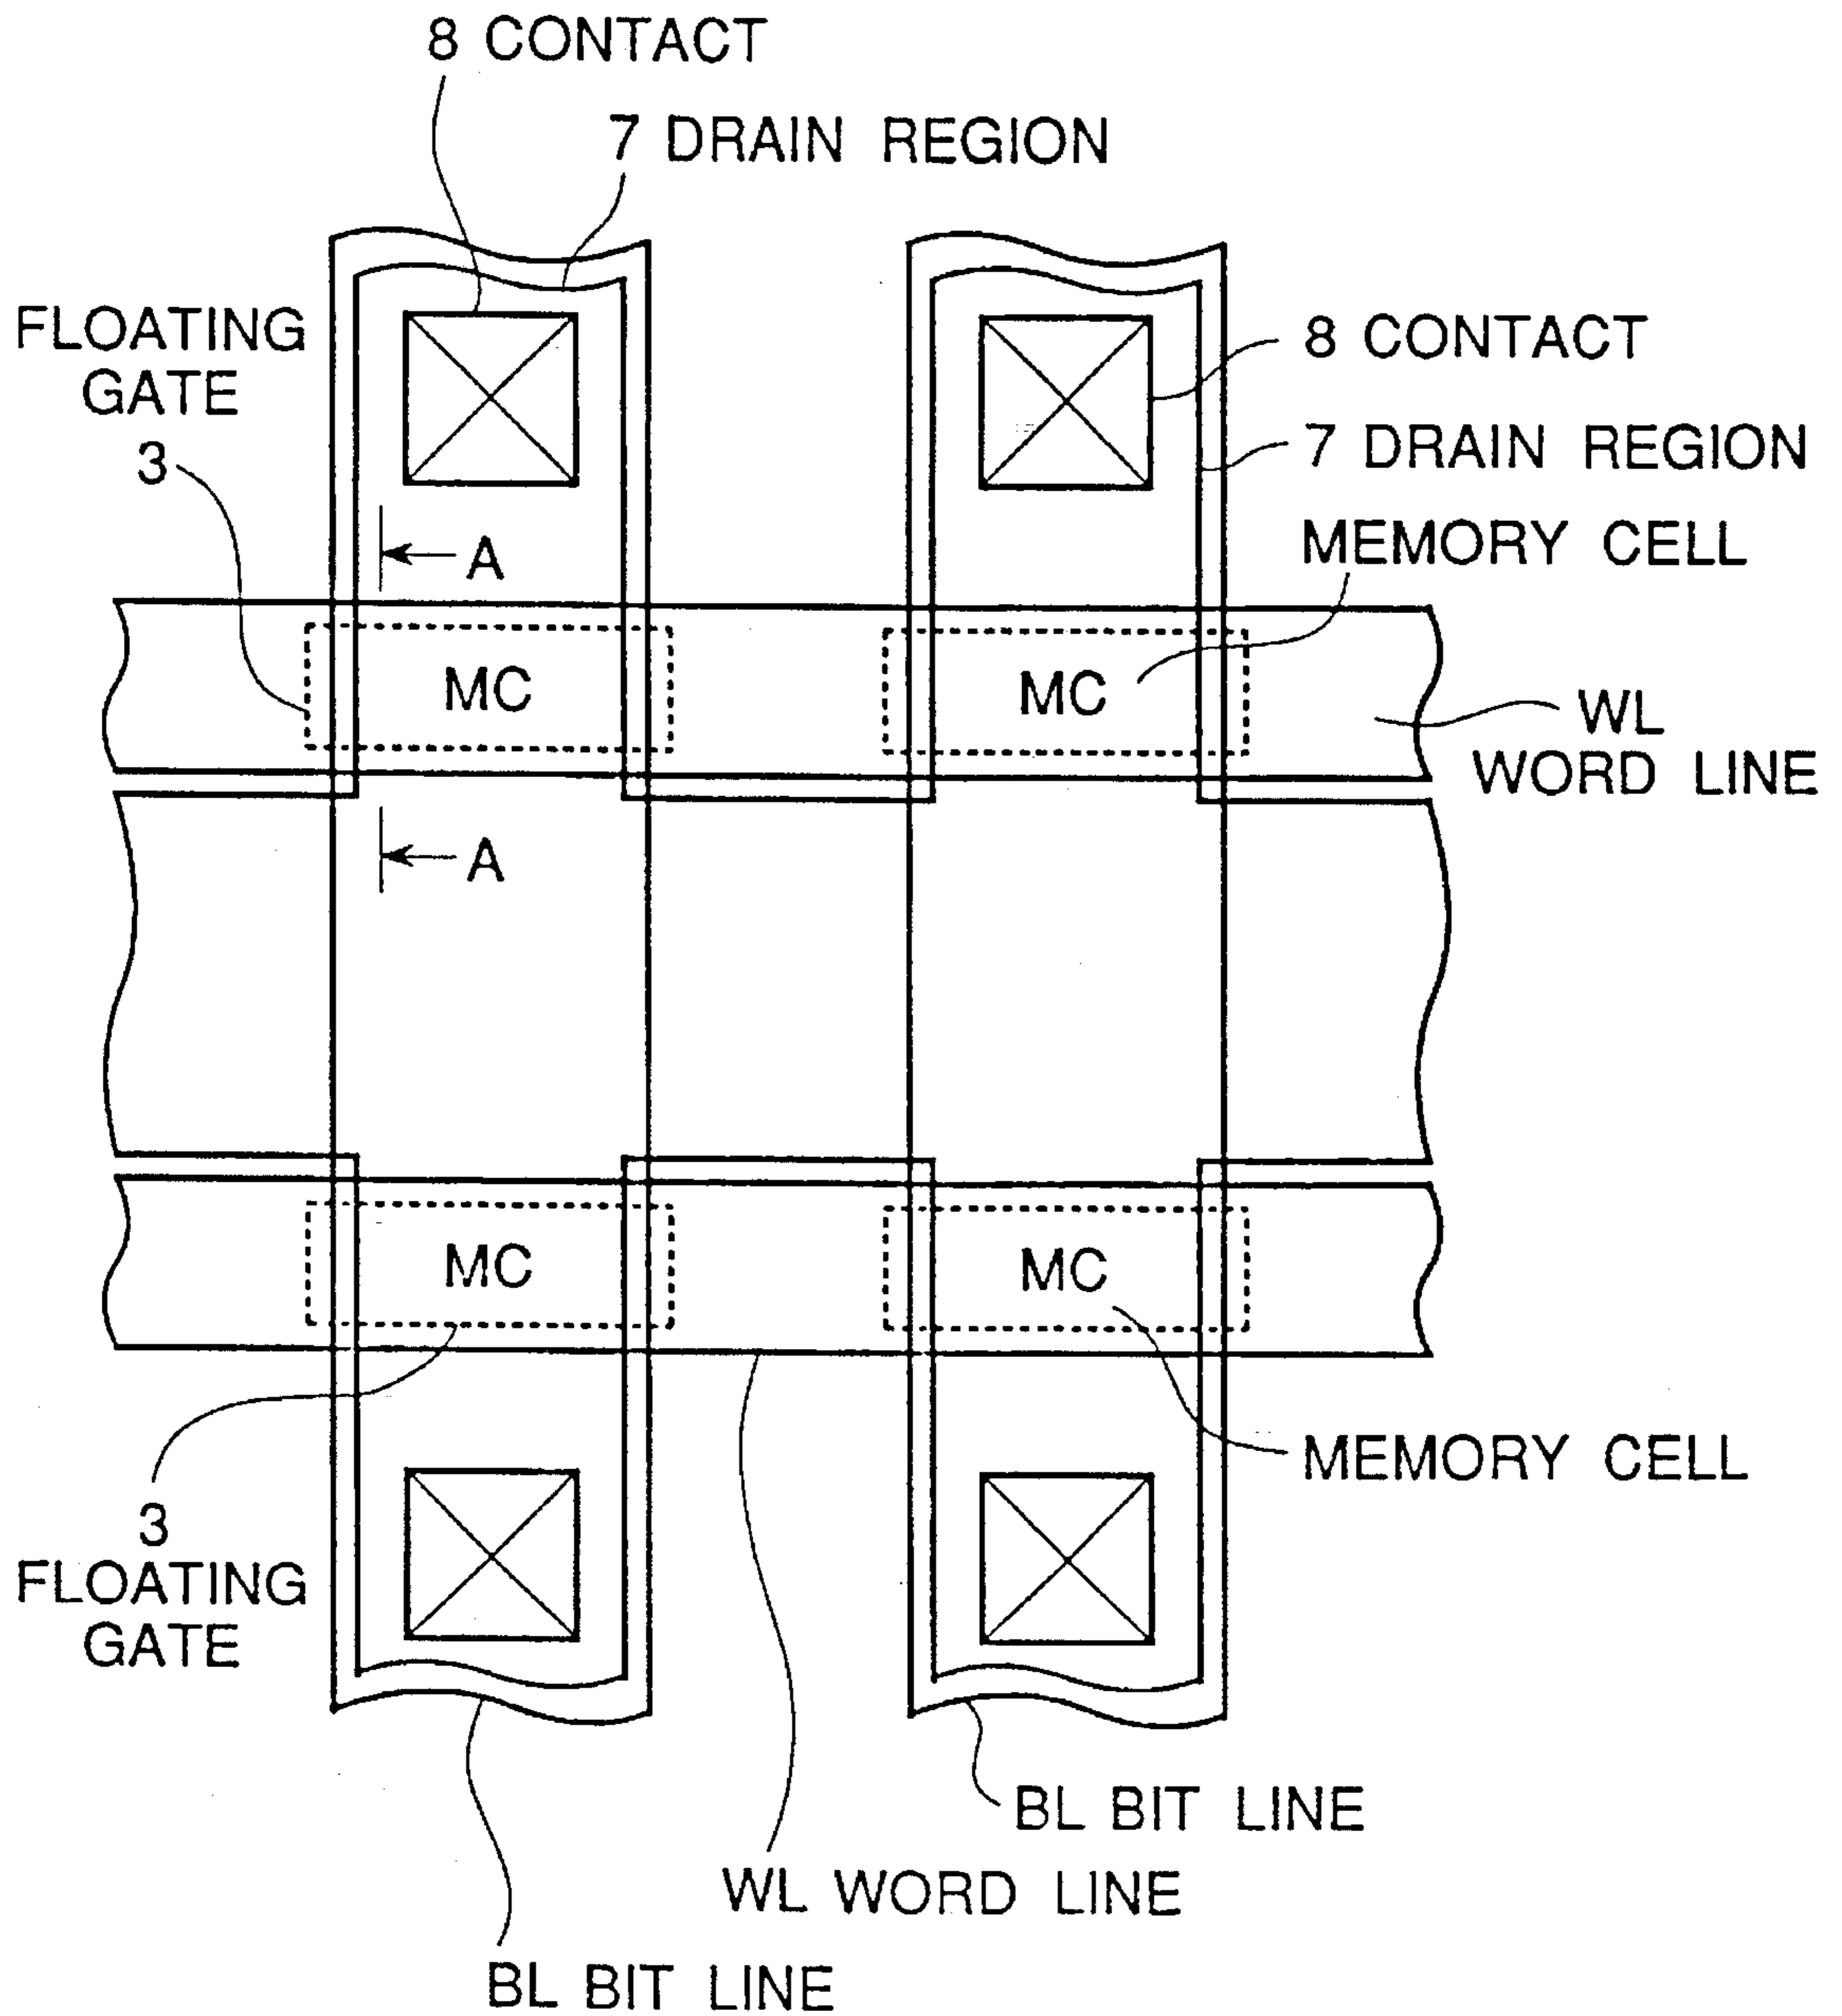 8 CONTACT
7 DRAIN REGION
FLOATING
GATE
3
8 CONTACT
7 DRAIN REGION
A
MEMORY CELL
MC
MC
WL
WORD LINE
A
MC
MC
MEMORY CELL
3
FLOATING
GATE
BL BIT LINE
WL WORD LINE
BL BIT LINE